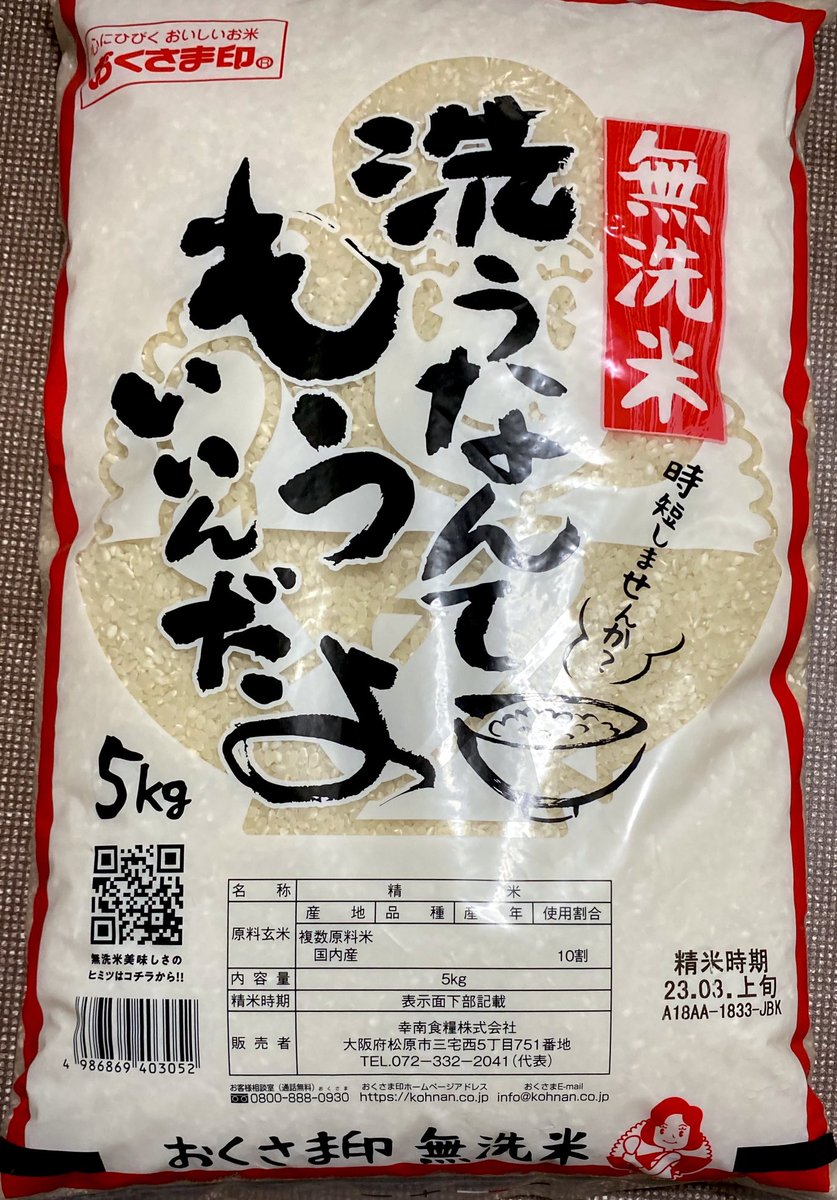 心にひびく おいしいお米
おくさま印®
無洗米
洗うなんて
もう
いいんだよ
時短しませんか?
5kg
無洗米美味しさの
ヒミツはコチラから!!
4 986869 403052
名称 精米
原料玄米 産地 品種 産年 使用割合
複数原料米
国内産 10割
内容量 5kg
精米時期 表示面下部記載
販売者 幸南食糧株式会社
大阪府松原市三宅西5丁目751番地
TEL.072-332-2041(代表)
精米時期
23.03.上旬
A18AA-1833-JBK
お客様相談室(通話無料) おくさま おくさま印ホームページアドレス おくさまE-mail
0800-888-0930 https://kohnan.co.jp info@kohnan.co.jp
おくさま印 無洗米